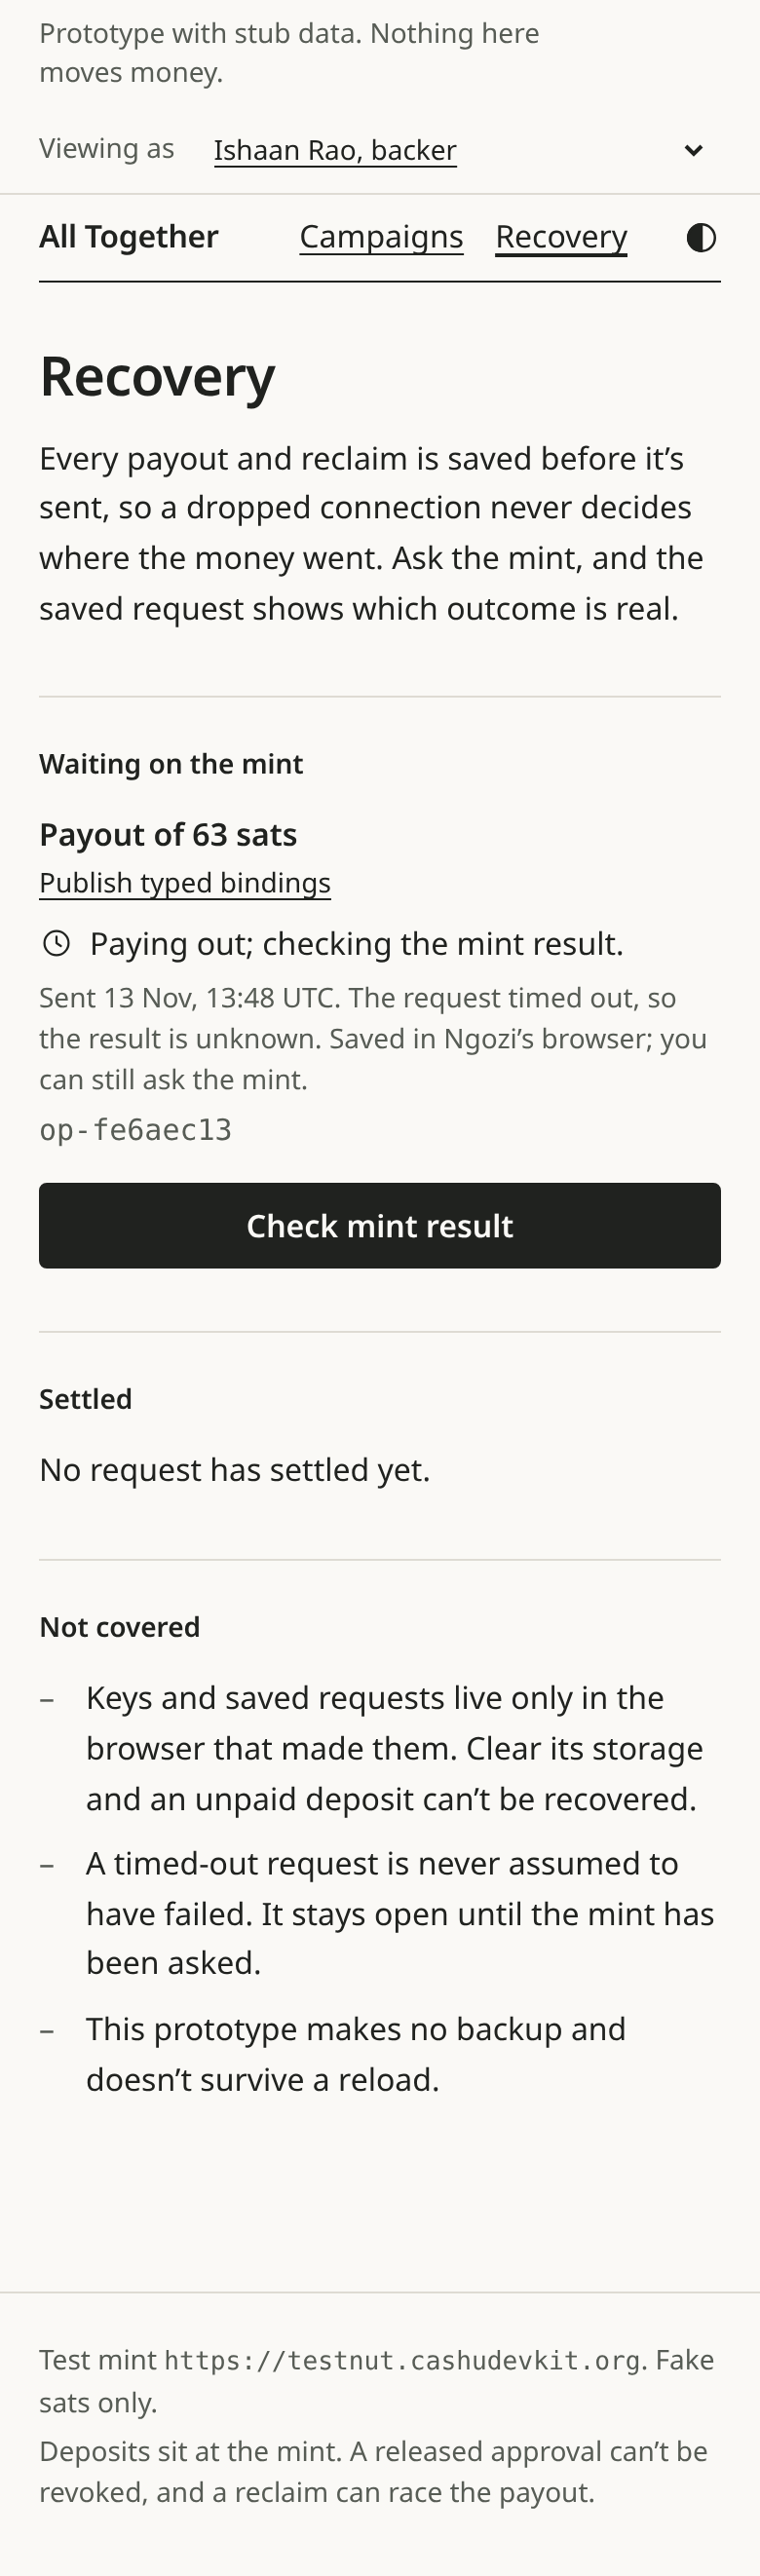 Prototype with stub data. Nothing here
moves money.
Viewing as Ishaan Rao, backer
All Together Campaigns Recovery
Recovery
Every payout and reclaim is saved before it’s
sent, so a dropped connection never decides
where the money went. Ask the mint, and the
saved request shows which outcome is real.
Waiting on the mint
Payout of 63 sats
Publish typed bindings
Paying out; checking the mint result.
Sent 13 Nov, 13:48 UTC. The request timed out, so
the result is unknown. Saved in Ngozi’s browser; you
can still ask the mint.
op-fe6aec13
Check mint result
Settled
No request has settled yet.
Not covered
– Keys and saved requests live only in the
browser that made them. Clear its storage
and an unpaid deposit can’t be recovered.
– A timed-out request is never assumed to
have failed. It stays open until the mint has
been asked.
– This prototype makes no backup and
doesn’t survive a reload.
Test mint https://testnut.cashudevkit.org. Fake
sats only.
Deposits sit at the mint. A released approval can’t be
revoked, and a reclaim can race the payout.